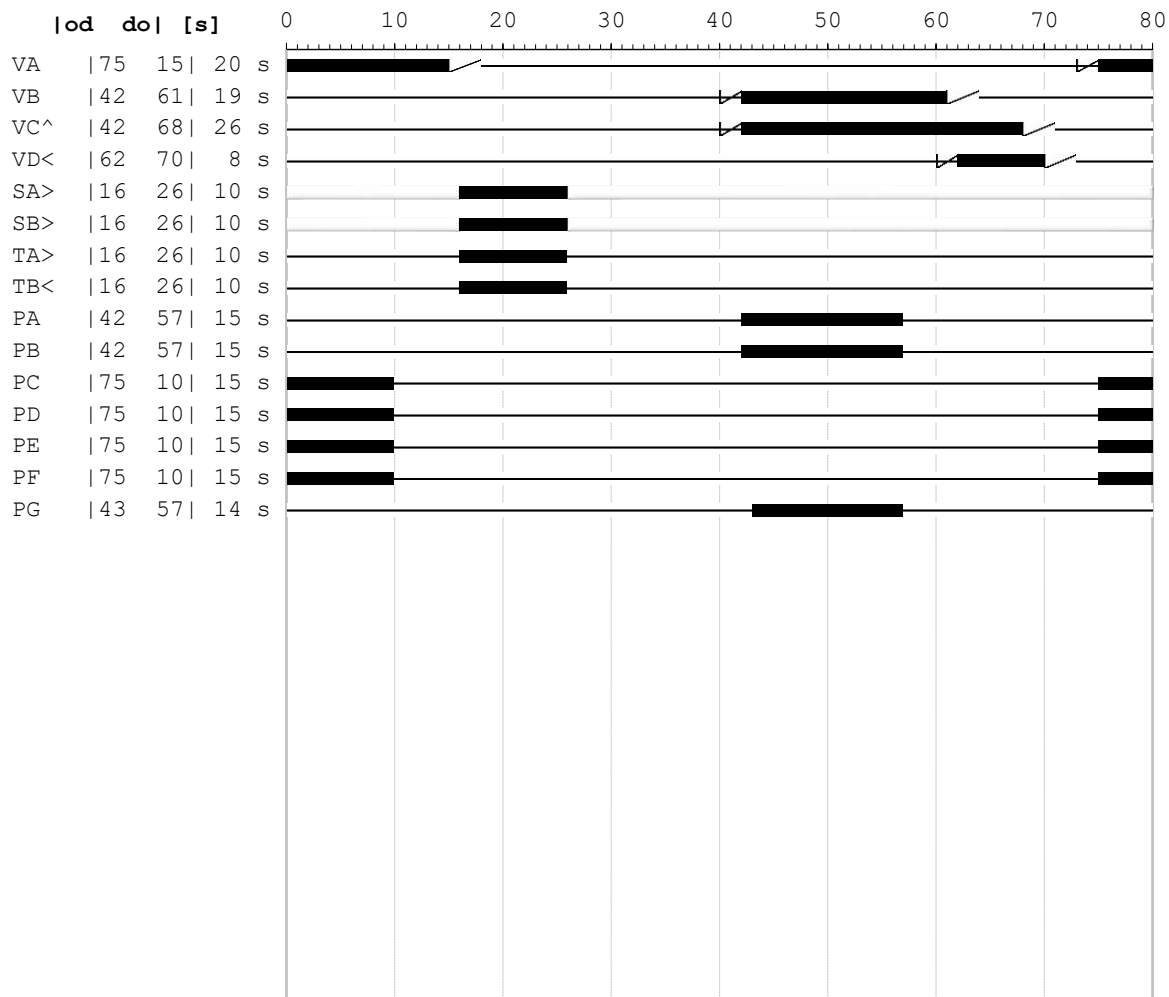 |od  do| [s] 0 10 20 30 40 50 60 70 80
VA |75 15| 20 s
VB |42 61| 19 s
VC^ |42 68| 26 s
VD< |62 70| 8 s
SA> |16 26| 10 s
SB> |16 26| 10 s
TA> |16 26| 10 s
TB< |16 26| 10 s
PA |42 57| 15 s
PB |42 57| 15 s
PC |75 10| 15 s
PD |75 10| 15 s
PE |75 10| 15 s
PF |75 10| 15 s
PG |43 57| 14 s